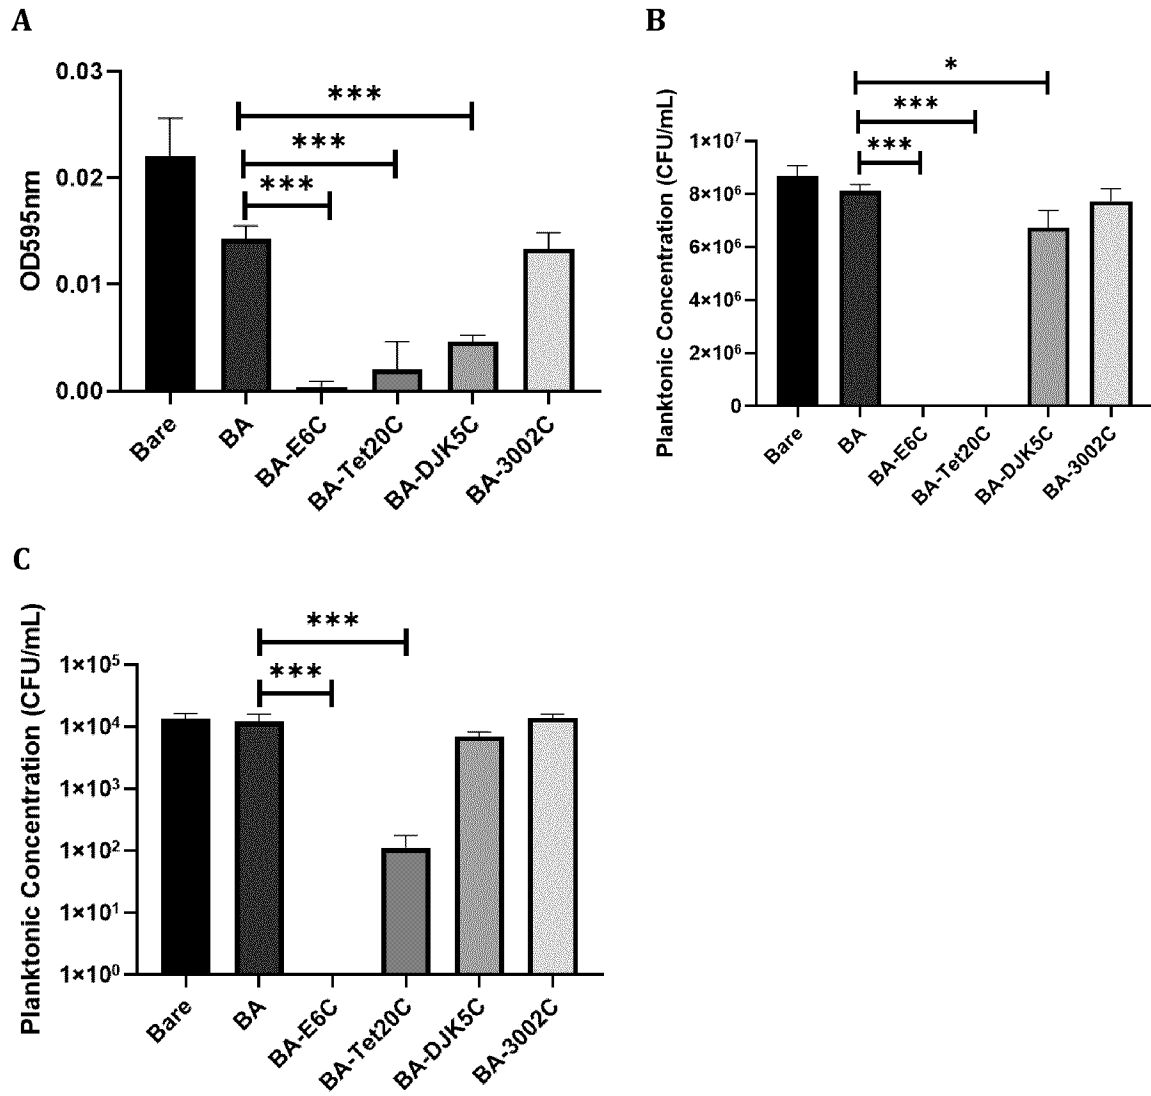 A
OD595nm
0.03
0.02
0.01
0.00
***
***
***
Bare
BA
BA-E6C
BA-Tet20C
BA-DJK5C
BA-3002C
B
Planktonic Concentration (CFU/mL)
1×10⁷
8×10⁶
6×10⁶
4×10⁶
2×10⁶
0
*
***
***
Bare
BA
BA-E6C
BA-Tet20C
BA-DJK5C
BA-3002C
C
Planktonic Concentration (CFU/mL)
1×10⁵
1×10⁴
1×10³
1×10²
1×10¹
1×10⁰
***
***
Bare
BA
BA-E6C
BA-Tet20C
BA-DJK5C
BA-3002C